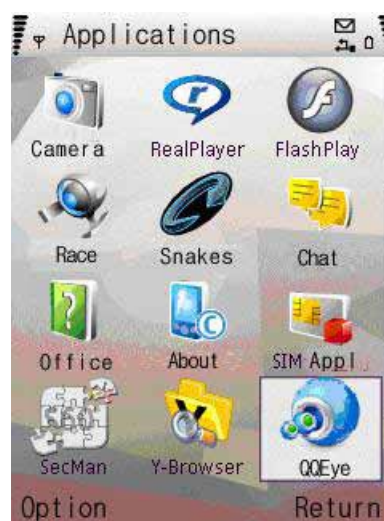 Applications
Camera RealPlayer FlashPlay
Race Snakes Chat
Office About SIM Appl
SecMan Y-Browser QQEye
Option Return